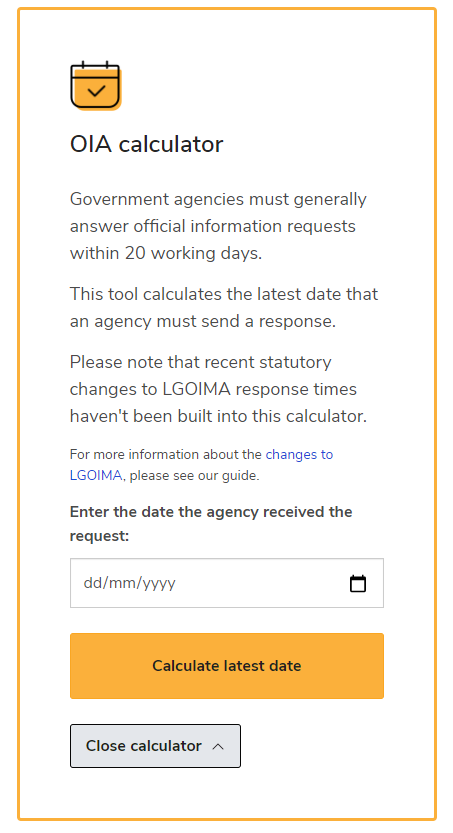 OIA calculator
Government agencies must generally
answer official information requests
within 20 working days.
This tool calculates the latest date that
an agency must send a response.
Please note that recent statutory
changes to LGOIMA response times
haven't been built into this calculator.
For more information about the changes to
LGOIMA, please see our guide.
Enter the date the agency received the
request:
dd/mm/yyyy
Calculate latest date
Close calculator